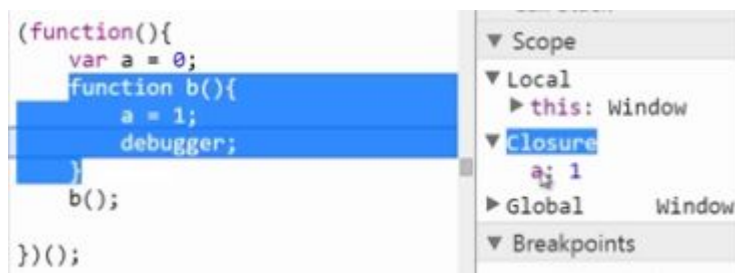 (function(){
var a = 0;
function b(){
a = 1;
debugger;
}
b();
})();
▼ Scope
▼ Local
▶ this: Window
▼ Closure
a: 1
▶ Global Window
▼ Breakpoints